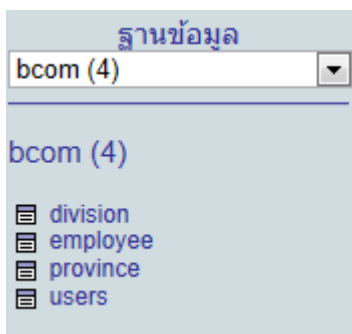 ฐานข้อมูล
bcom (4)
bcom (4)
division
employee
province
users